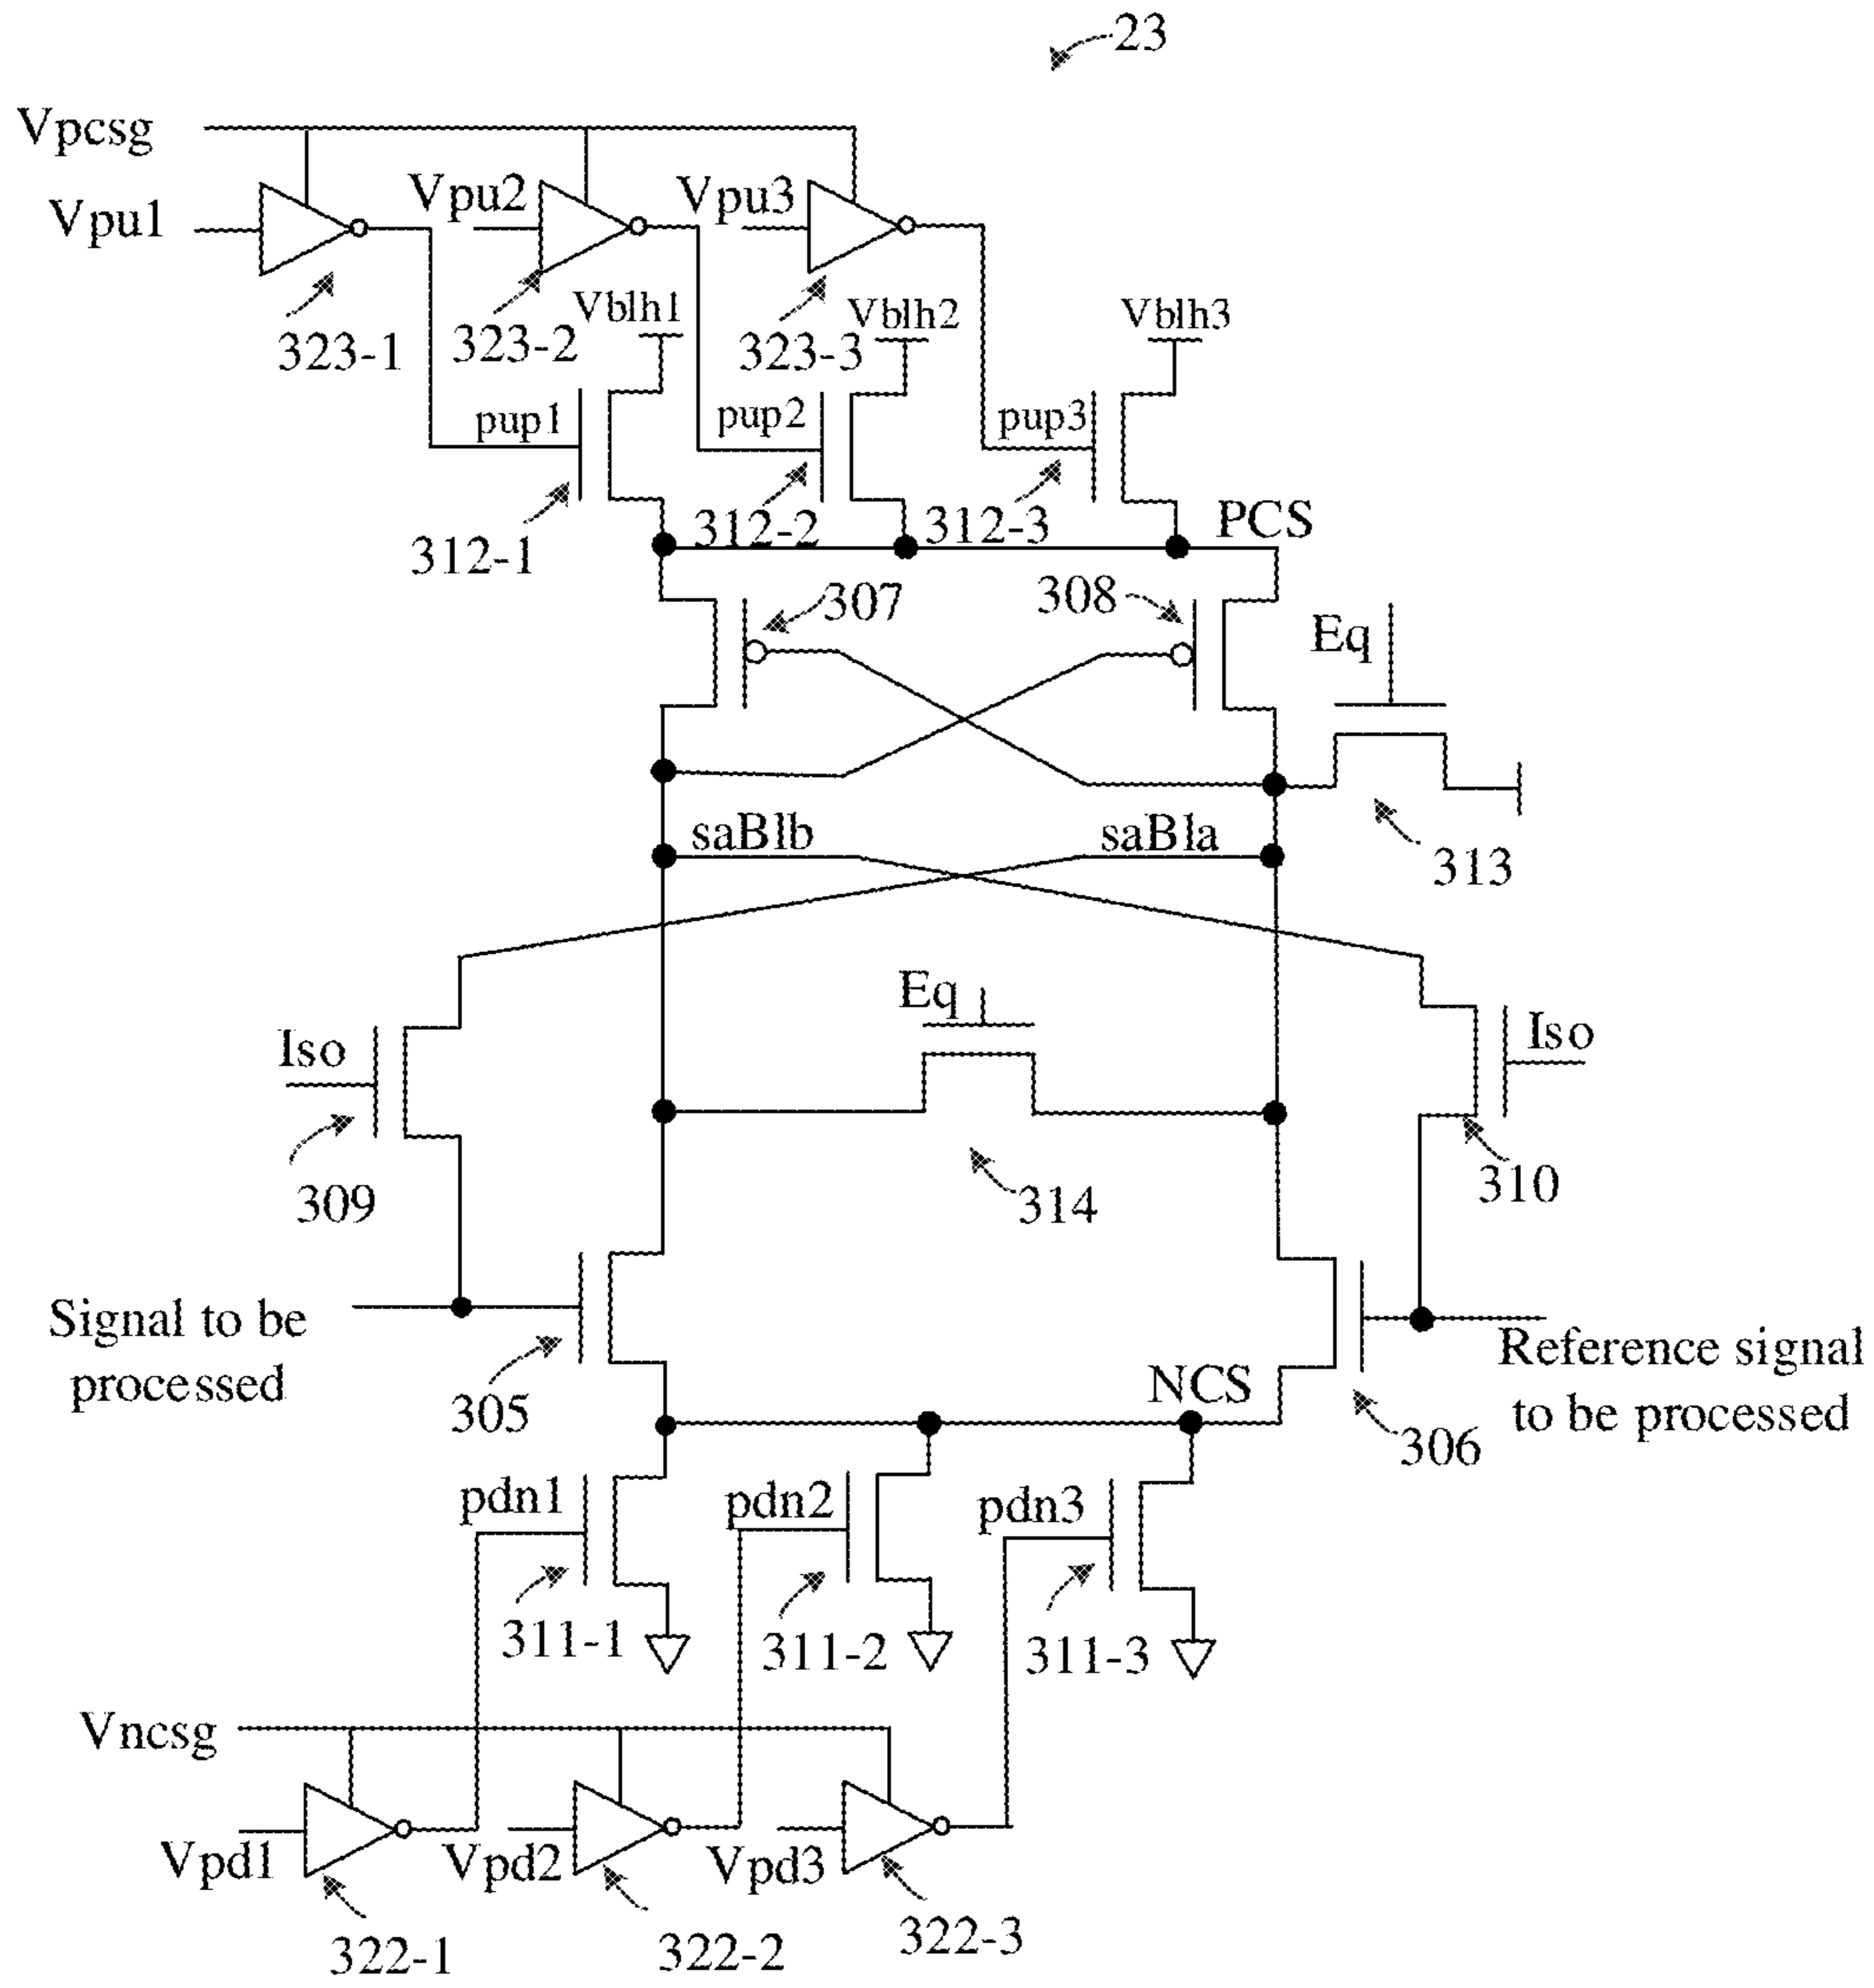 23
Vpcsg
Vpu1
Vpu2
Vpu3
323-1
323-2
323-3
Vblh1
Vblh2
Vblh3
pup1
pup2
pup3
312-1
312-2
312-3
PCS
307
308
Eq
313
saBlb
saBla
Eq
Iso
Iso
309
314
310
Signal to be
processed
305
NCS
306
Reference signal
to be processed
pdn1
pdn2
pdn3
311-1
311-2
311-3
Vncsg
Vpd1
Vpd2
Vpd3
322-1
322-2
322-3